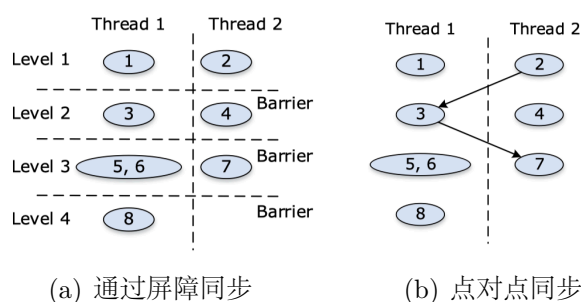 Thread 1 Thread 2 Thread 1 Thread 2
Level 1 1 2 1 2
Barrier
Level 2 3 4 3 4
Barrier
Level 3 5, 6 7 5, 6 7
Barrier
Level 4 8 8
(a) 通过屏障同步 (b) 点对点同步